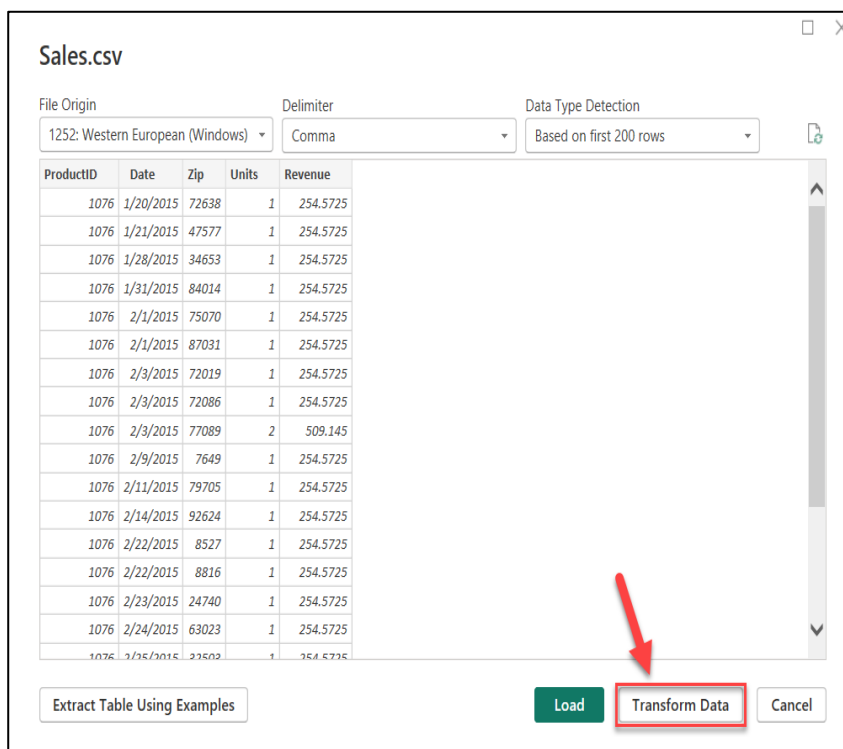 Sales.csv
File Origin Delimiter Data Type Detection
1252: Western European (Windows) Comma Based on first 200 rows
ProductID Date Zip Units Revenue
1076 1/20/2015 72638 1 254.5725
1076 1/21/2015 47577 1 254.5725
1076 1/28/2015 34653 1 254.5725
1076 1/31/2015 84014 1 254.5725
1076 2/1/2015 75070 1 254.5725
1076 2/1/2015 87031 1 254.5725
1076 2/3/2015 72019 1 254.5725
1076 2/3/2015 72086 1 254.5725
1076 2/3/2015 77089 2 509.145
1076 2/9/2015 7649 1 254.5725
1076 2/11/2015 79705 1 254.5725
1076 2/14/2015 92624 1 254.5725
1076 2/22/2015 8527 1 254.5725
1076 2/22/2015 8816 1 254.5725
1076 2/23/2015 24740 1 254.5725
1076 2/24/2015 63023 1 254.5725
1076 2/25/2015 32503 1 254.5725
Extract Table Using Examples Load Transform Data Cancel